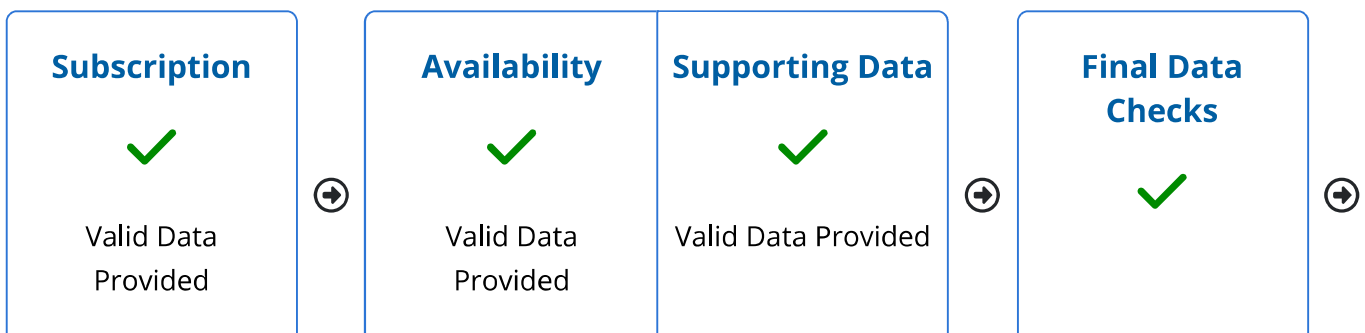 Subscription
Valid Data
Provided
Availability
Valid Data
Provided
Supporting Data
Valid Data Provided
Final Data
Checks